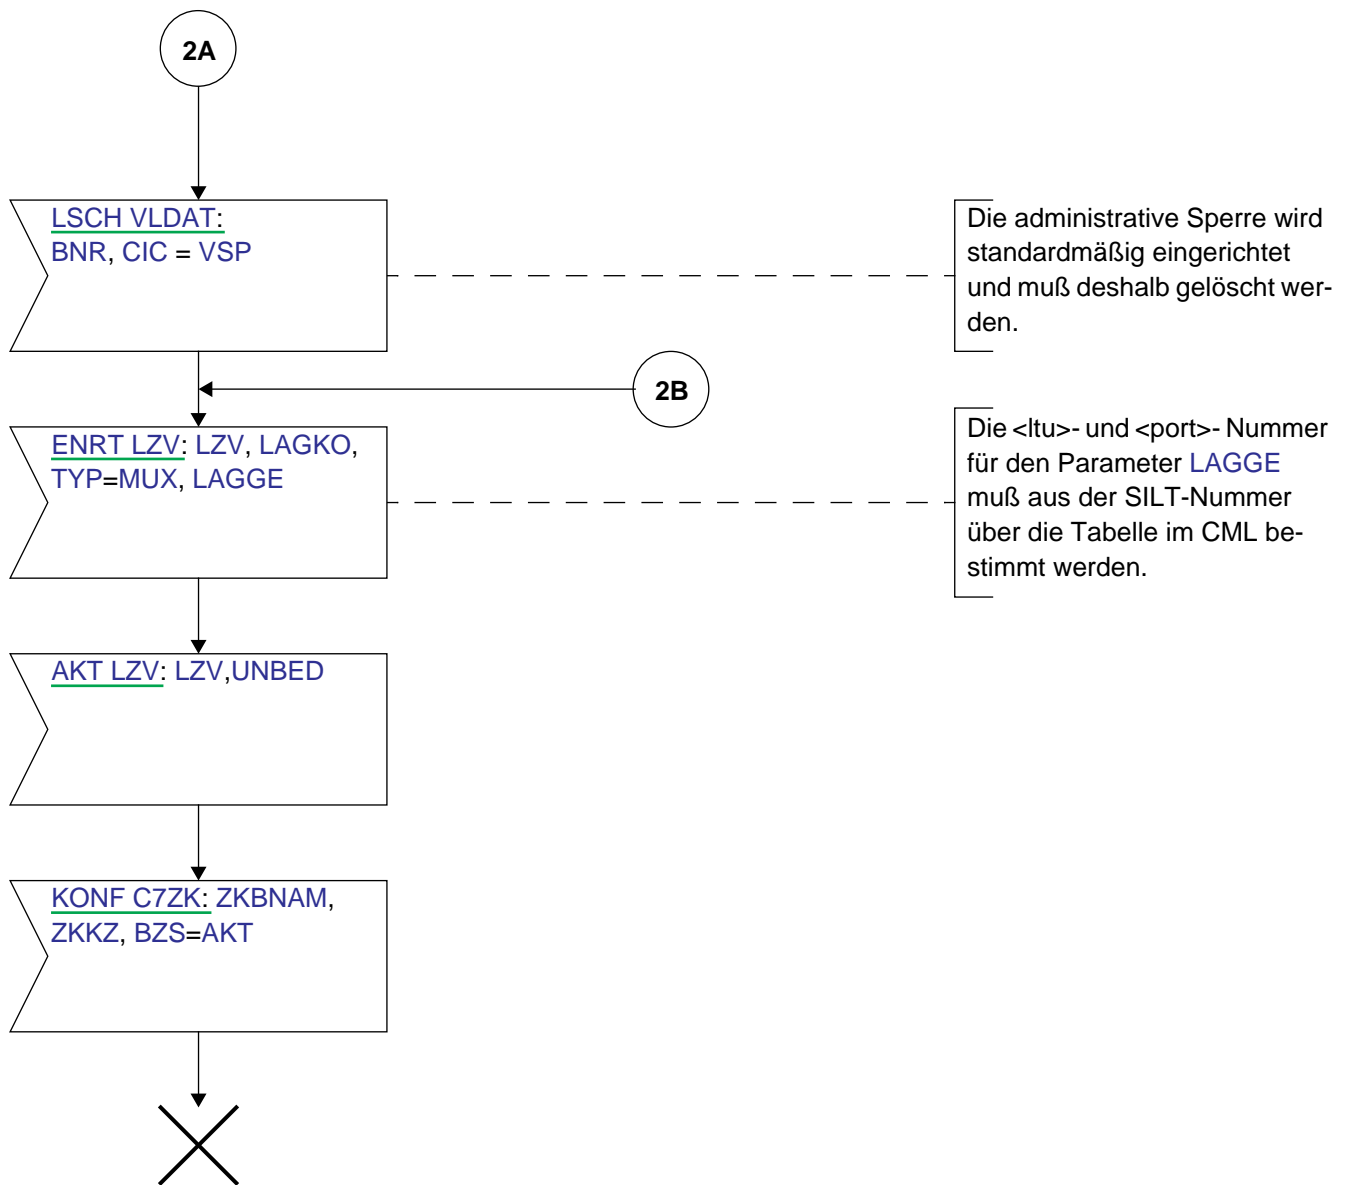 2A
LSCH VLDAT:
BNR, CIC = VSP
Die administrative Sperre wird
standardmäßig eingerichtet
und muß deshalb gelöscht wer-
den.
2B
ENRT LZV: LZV, LAGKO,
TYP=MUX, LAGGE
Die <ltu>- und <port>- Nummer
für den Parameter LAGGE
muß aus der SILT-Nummer
über die Tabelle im CML be-
stimmt werden.
AKT LZV: LZV,UNBED
KONF C7ZK: ZKBNAM,
ZKKZ, BZS=AKT